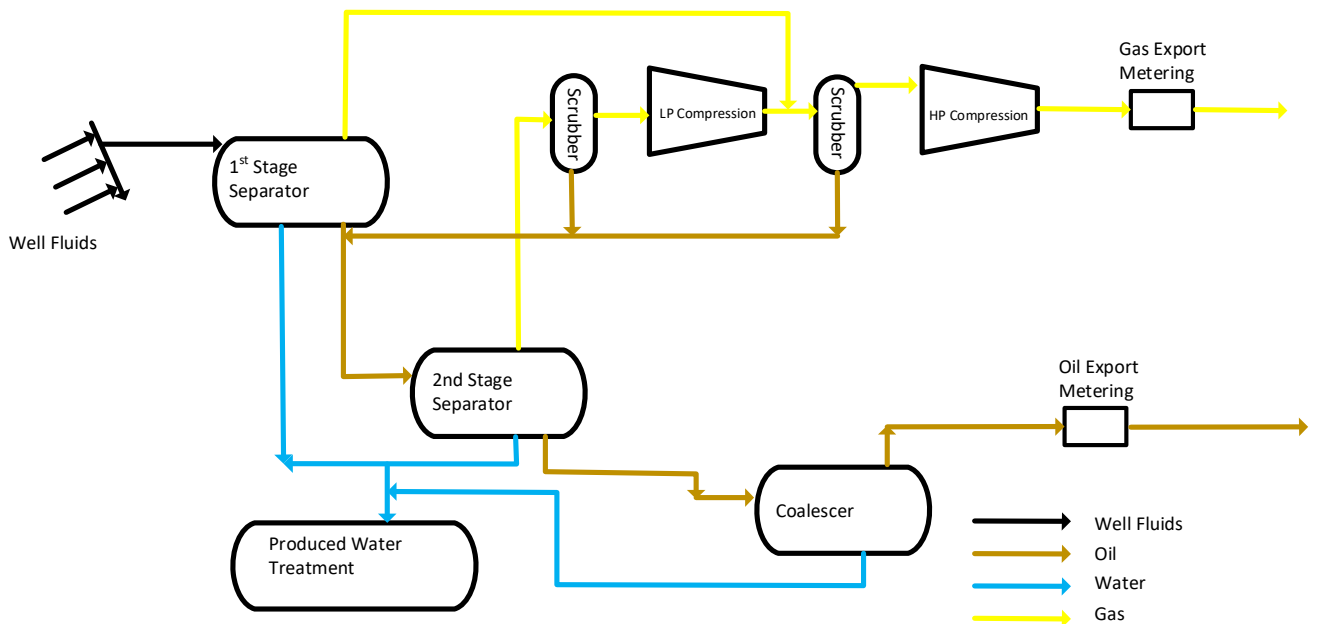 Gas Export
Metering
Scrubber
LP Compression
Scrubber
HP Compression
1st Stage
Separator
Well Fluids
2nd Stage
Separator
Oil Export
Metering
Coalescer
Produced Water
Treatment
Well Fluids
Oil
Water
Gas